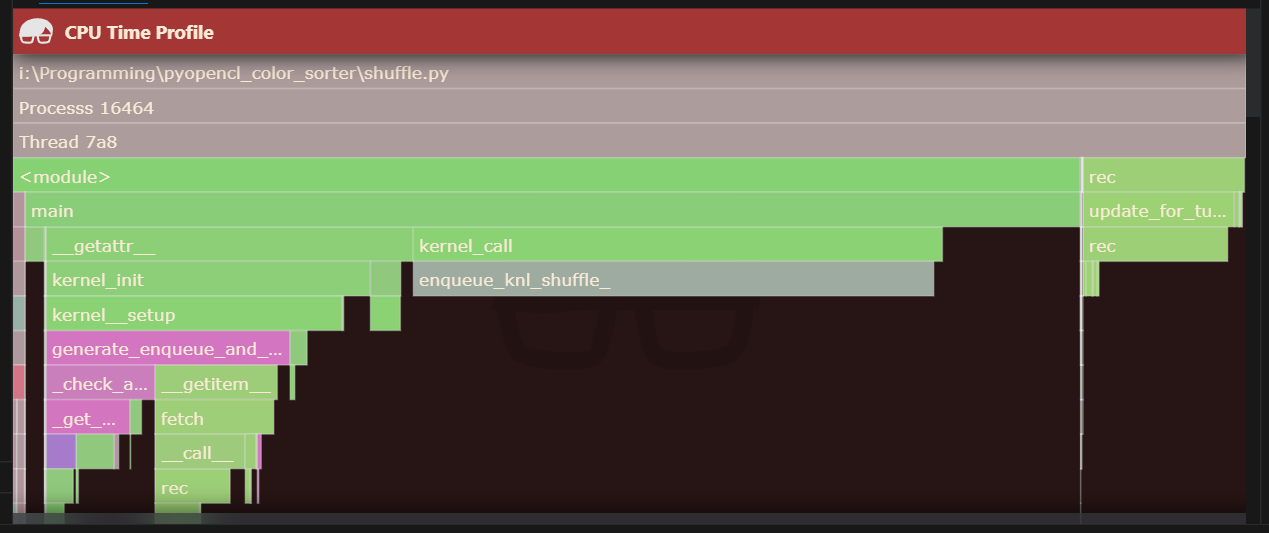 CPU Time Profile
i:\Programming\pyopencl_color_sorter\shuffle.py
Processs 16464
Thread 7a8
<module> rec
main update_for_tu...
__getattr__ kernel_call rec
kernel_init enqueue_knl_shuffle_
kernel__setup
generate_enqueue_and_...
_check_a... __getitem__
_get_... fetch
__call__
rec